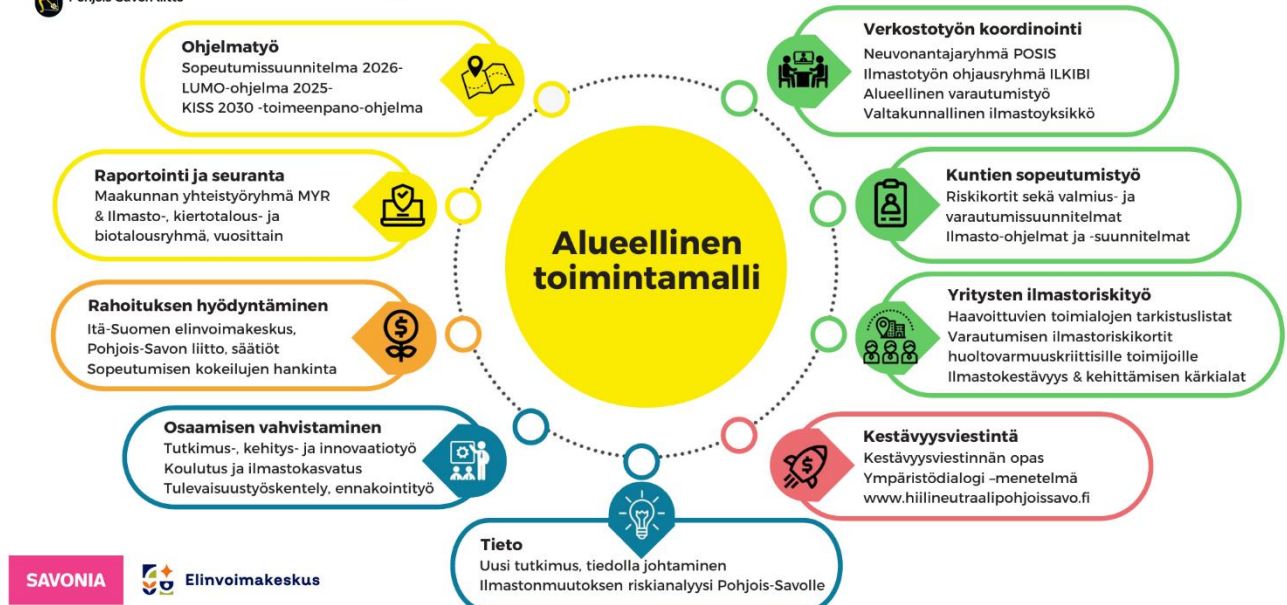 Pohjois-Savon liitto
Ohjelmatyö
Sopeutumissuunnitelma 2026-
LUMO-ohjelma 2025-
KISS 2030 -toimeenpano-ohjelma
Raportointi ja seuranta
Maakunnan yhteistyöryhmä MYR
& Ilmasto-, kiertotalous- ja
biotalousryhmä, vuosittain
Rahoituksen hyödyntäminen
Itä-Suomen elinvoimakeskus,
Pohjois-Savon liitto, säätiöt
Sopeutumisen kokeilujen hankinta
Osaamisen vahvistaminen
Tutkimus-, kehitys- ja innovaatiotyö
Koulutus ja ilmastokasvatus
Tulevaisuustyöskentely, ennakointityö
Alueellinen
toimintamalli
Verkostotyön koordinointi
Neuvonantajaryhmä POSIS
Ilmastotyön ohjausryhmä ILKIBI
Alueellinen varautumistyö
Valtakunnallinen ilmastoyksikkö
Kuntien sopeutumistyö
Riskikortit sekä valmius- ja
varautumissuunnitelmat
Ilmasto-ohjelmat ja -suunnitelmat
Yritysten ilmastoriskityö
Haavoittuvien toimialojen tarkistuslistat
Varautumisen ilmastoriskikortit
huoltovarmuuskriittisille toimijoille
Ilmastokestävyys & kehittämisen kärkialat
Kestävyysviestintä
Kestävyysviestinnän opas
Ympäristödialogi –menetelmä
www.hiilineutraalipohjoissavo.fi
Tieto
Uusi tutkimus, tiedolla johtaminen
Ilmastonmuutoksen riskianalyysi Pohjois-Savolle
SAVONIA
Elinvoimakeskus